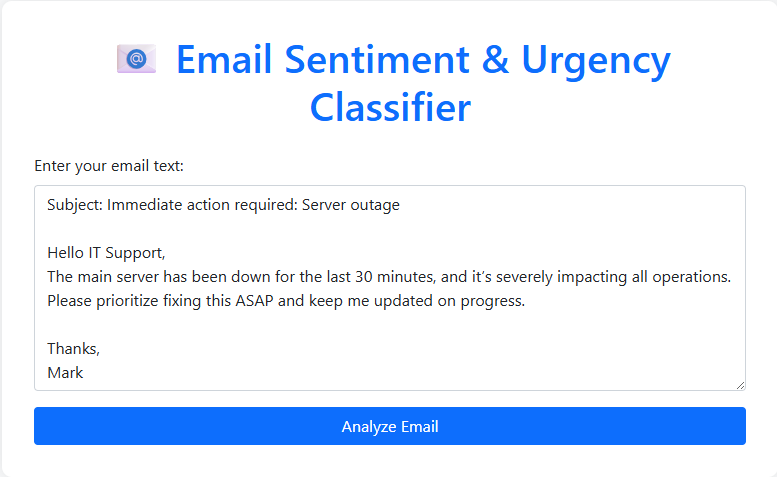 Email Sentiment & Urgency
Classifier
Enter your email text:
Subject: Immediate action required: Server outage
Hello IT Support,
The main server has been down for the last 30 minutes, and it’s severely impacting all operations.
Please prioritize fixing this ASAP and keep me updated on progress.
Thanks,
Mark
Analyze Email